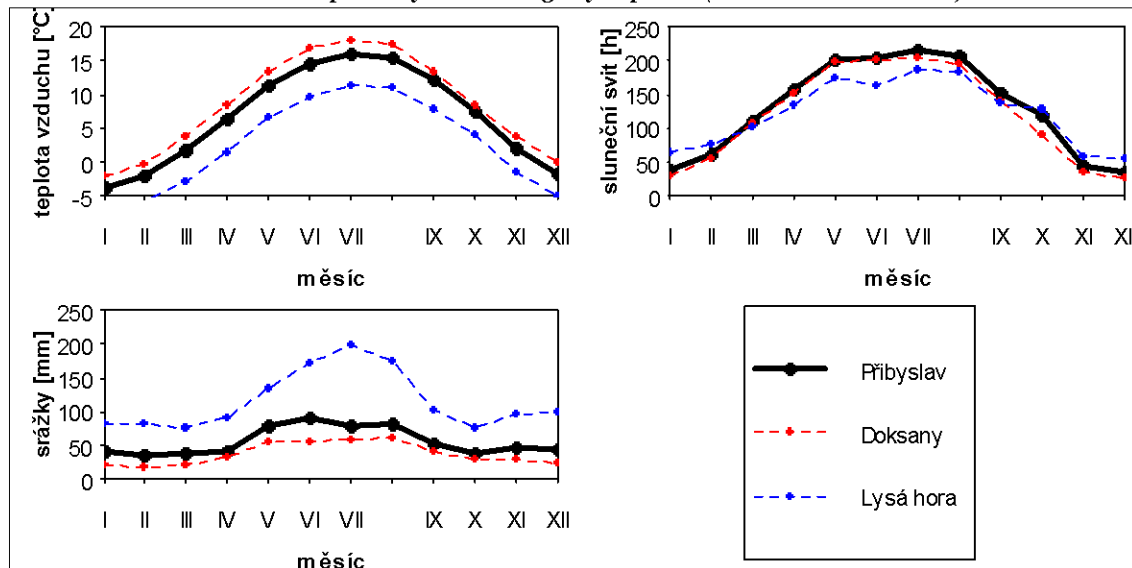 teplota vzduchu [°C]
20
15
10
5
0
-5
I II III IV V VI VII IX X XI XII
měsíc
sluneční svit [h]
250
200
150
100
50
0
I II III IV V VI VII IX X XI XI
měsíc
srážky [mm]
250
200
150
100
50
0
I II III IV V VI VII IX X XI XII
měsíc
Přibyslav
Doksany
Lysá hora